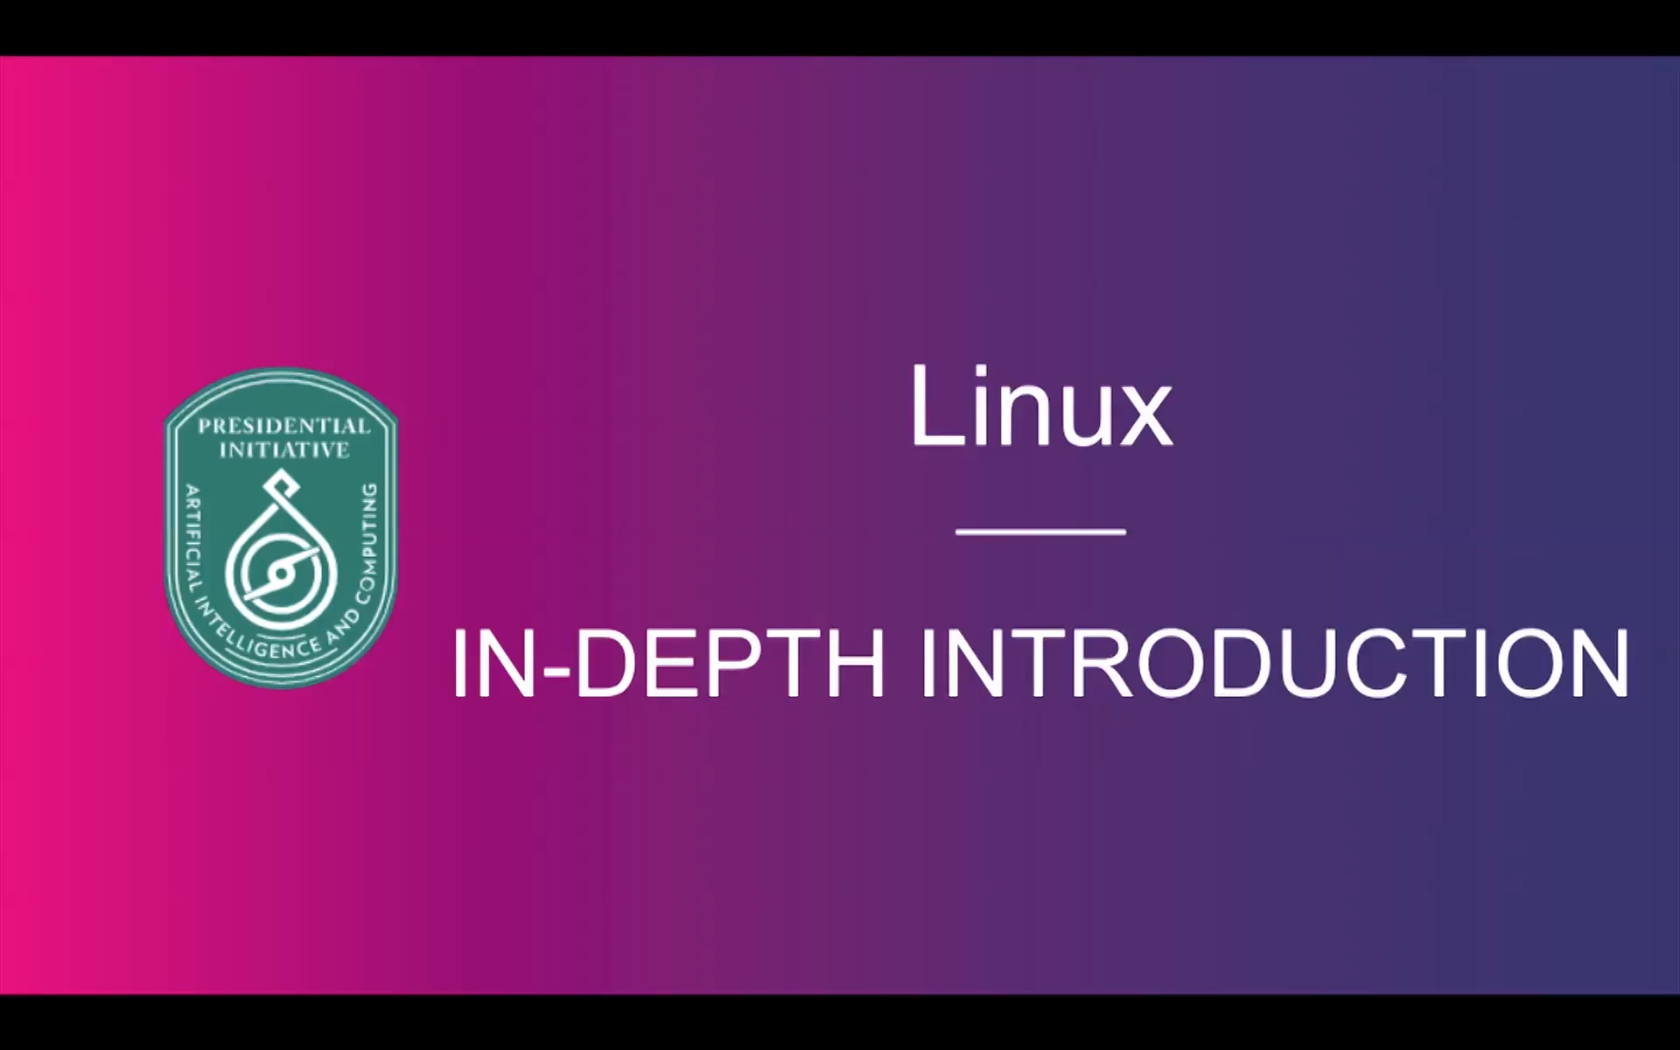 PRESIDENTIAL
INITIATIVE
ARTIFICIAL INTELLIGENCE AND COMPUTING
Linux
IN-DEPTH INTRODUCTION